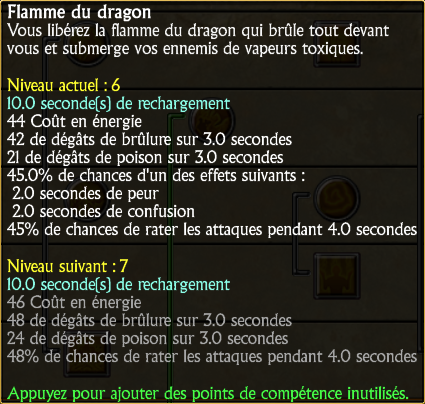 Flamme du dragon
Vous libérez la flamme du dragon qui brûle tout devant
vous et submerge vos ennemis de vapeurs toxiques.
Niveau actuel : 6
10.0 seconde(s) de rechargement
44 Coût en énergie
42 de dégâts de brûlure sur 3.0 secondes
21 de dégâts de poison sur 3.0 secondes
45.0% de chances d'un des effets suivants :
2.0 secondes de peur
2.0 secondes de confusion
45% de chances de rater les attaques pendant 4.0 secondes
Niveau suivant : 7
10.0 seconde(s) de rechargement
46 Coût en énergie
48 de dégâts de brûlure sur 3.0 secondes
24 de dégâts de poison sur 3.0 secondes
48% de chances de rater les attaques pendant 4.0 secondes
Appuyez pour ajouter des points de compétence inutilisés.